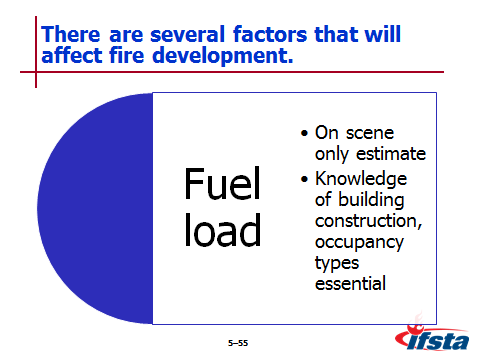 There are several factors that will
affect fire development.
Fuel
load
• On scene
only estimate
• Knowledge
of building
construction,
occupancy
types
essential
5–55
ifsta